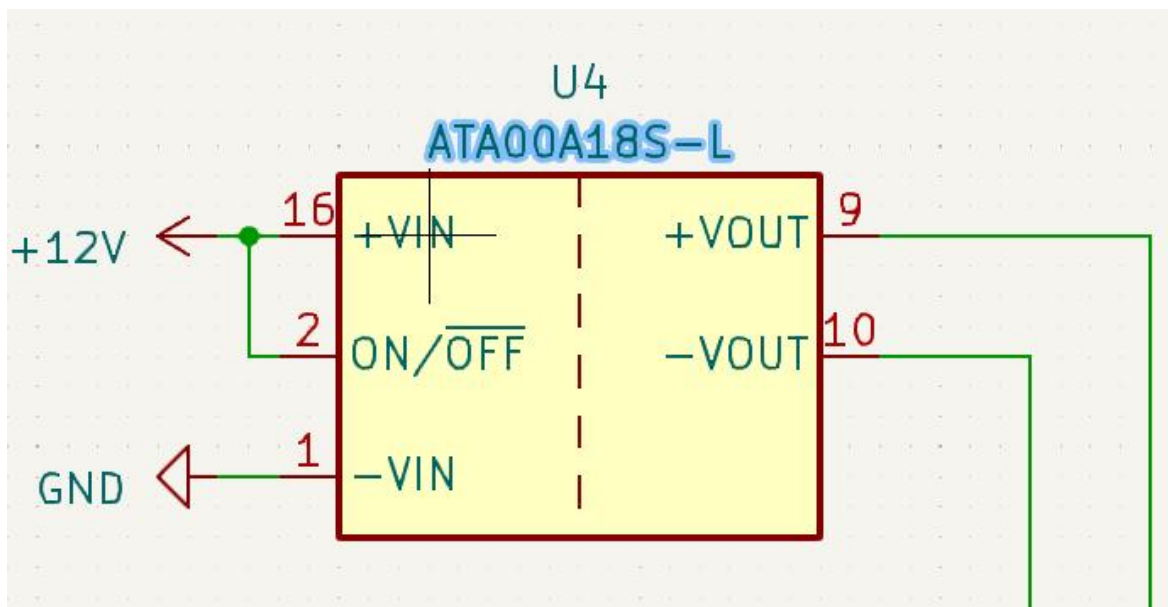 U4
ATA00A18S-L
+12V 16 +VIN +VOUT 9
2 ON/OFF -VOUT 10
GND 1 -VIN